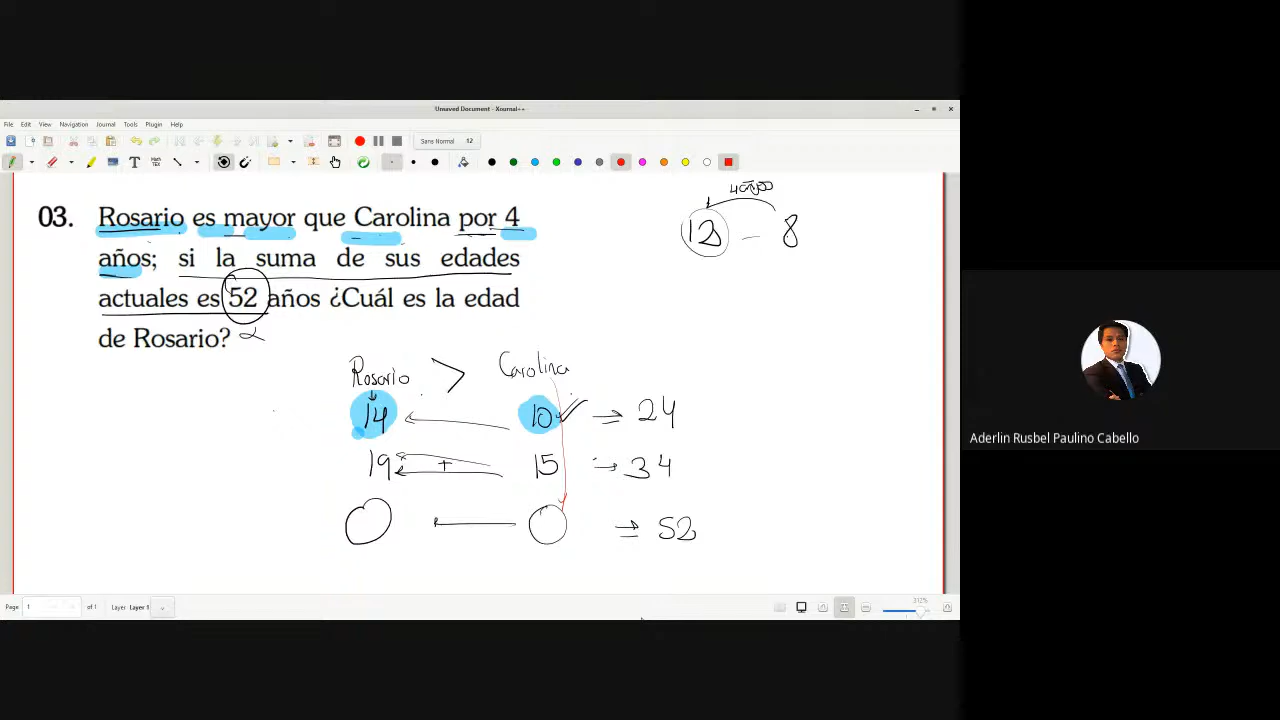 Unsaved Document - Xournal++
File Edit View Navigation Journal Tools Plugin Help
Sans Normal 12
4 años
12 - 8
03. Rosario es mayor que Carolina por 4
años; si la suma de sus edades
actuales es 52 años ¿Cuál es la edad
de Rosario?
Rosario > Carolina
14 10 ⇒ 24
19 + 15 → 34
⇒ 52
Aderlin Rusbel Paulino Cabello
Page 1 of 1 Layer Layer 1 312%